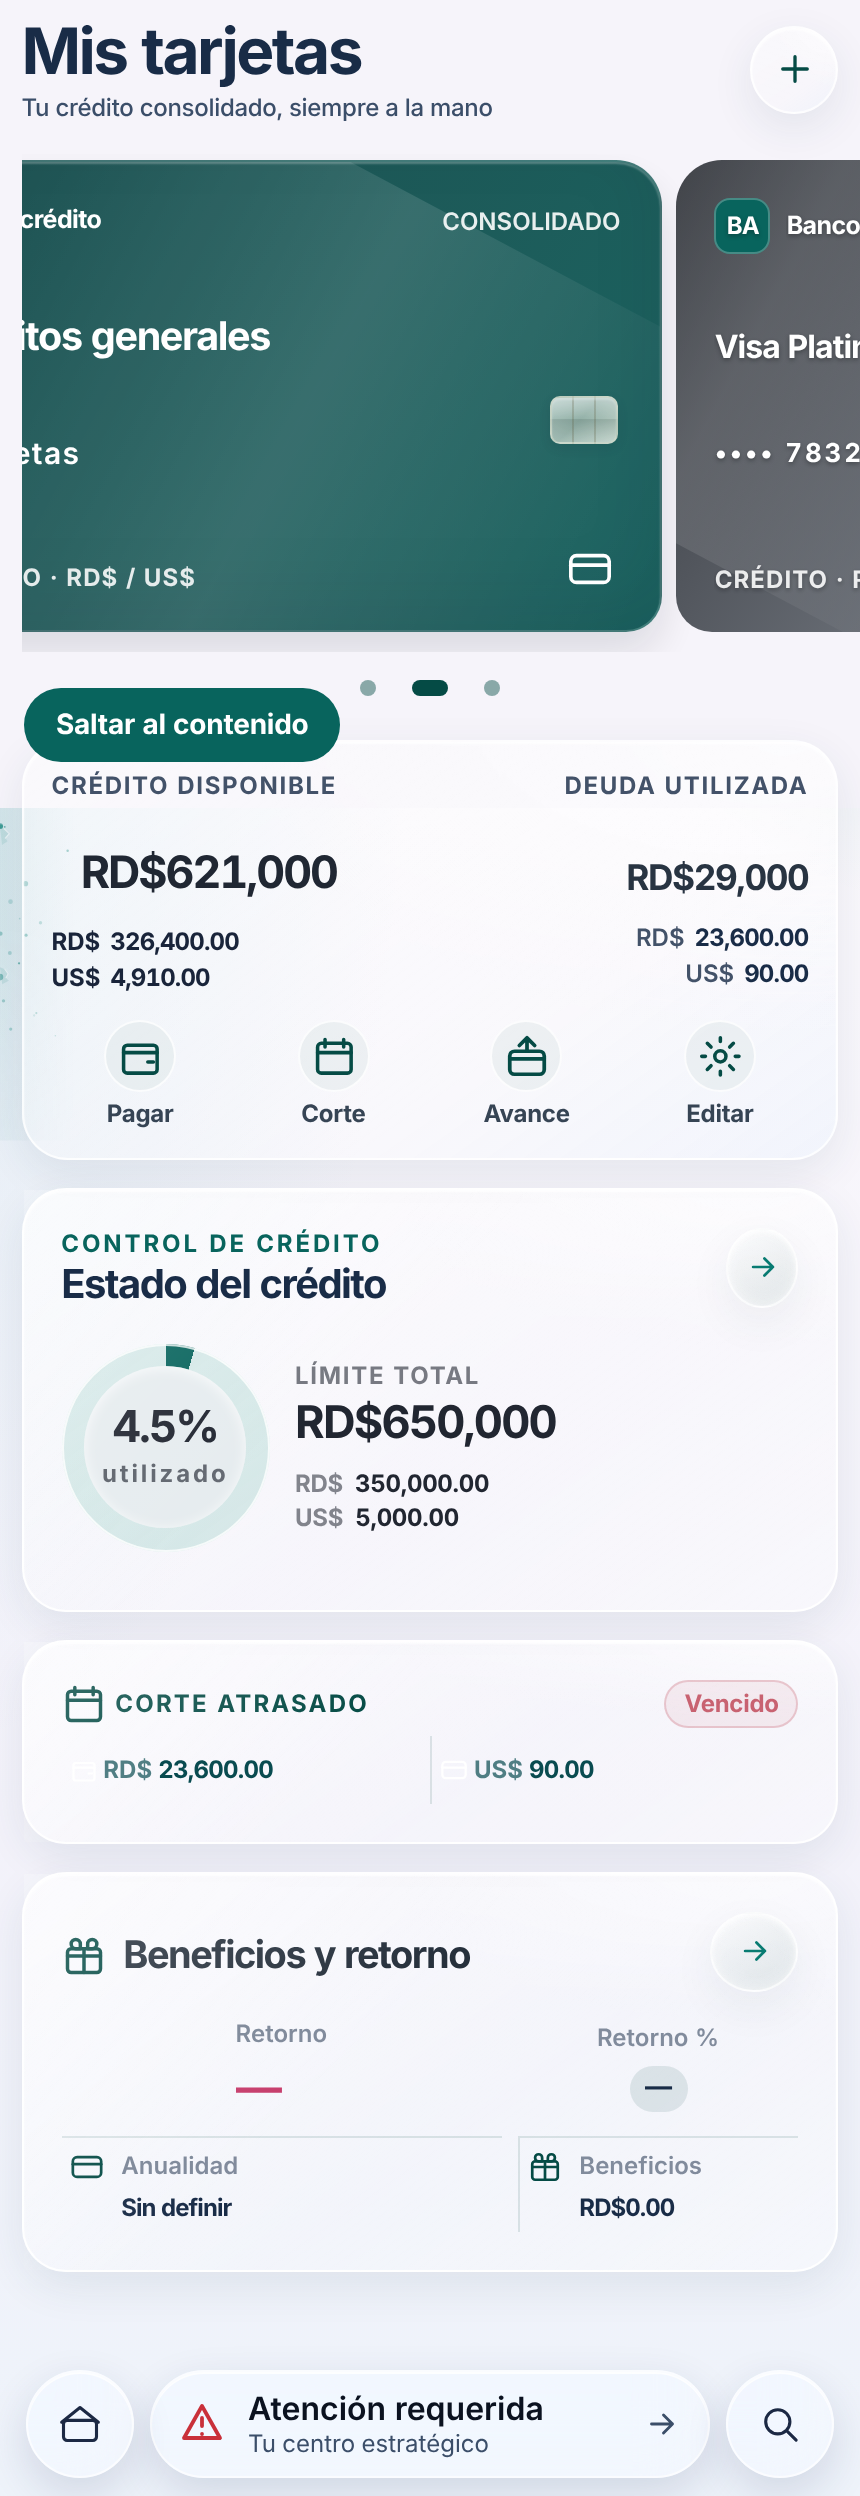 Mis tarjetas
Tu crédito consolidado, siempre a la mano
crédito
CONSOLIDADO
itos generales
etas
O · RD$ / US$
BA Banco
Visa Platin
•••• 7832
CRÉDITO ·
Saltar al contenido
CRÉDITO DISPONIBLE
DEUDA UTILIZADA
RD$621,000
RD$29,000
RD$ 326,400.00
RD$ 23,600.00
US$ 4,910.00
US$ 90.00
Pagar
Corte
Avance
Editar
CONTROL DE CRÉDITO
Estado del crédito
4.5%
utilizado
LÍMITE TOTAL
RD$650,000
RD$ 350,000.00
US$ 5,000.00
CORTE ATRASADO
Vencido
RD$ 23,600.00
US$ 90.00
Beneficios y retorno
Retorno
—
Retorno %
—
Anualidad
Sin definir
Beneficios
RD$0.00
Atención requerida
Tu centro estratégico